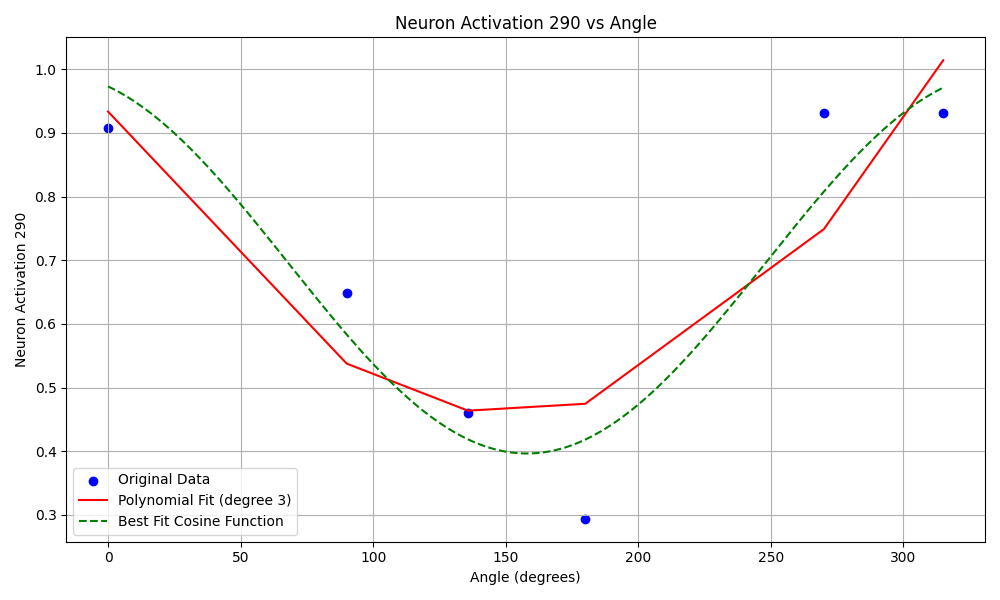 Neuron Activation 290 vs Angle
Neuron Activation 290
1.0
0.9
0.8
0.7
0.6
0.5
0.4
0.3
Original Data
Polynomial Fit (degree 3)
Best Fit Cosine Function
0 50 100 150 200 250 300
Angle (degrees)